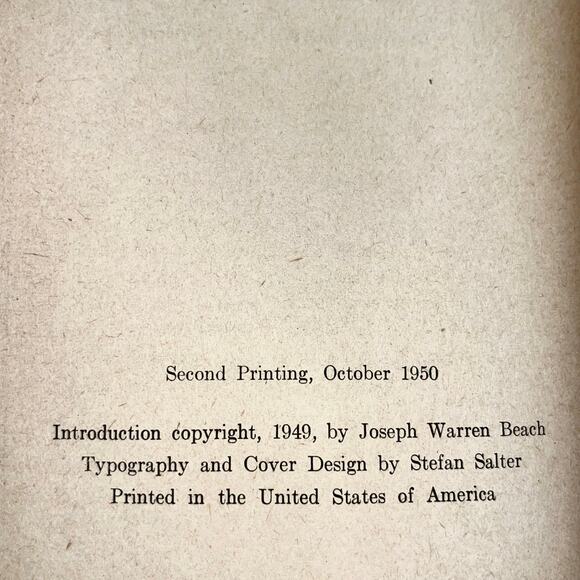 Second Printing, October 1950
Introduction copyright, 1949, by Joseph Warren Beach
Typography and Cover Design by Stefan Salter
Printed in the United States of America